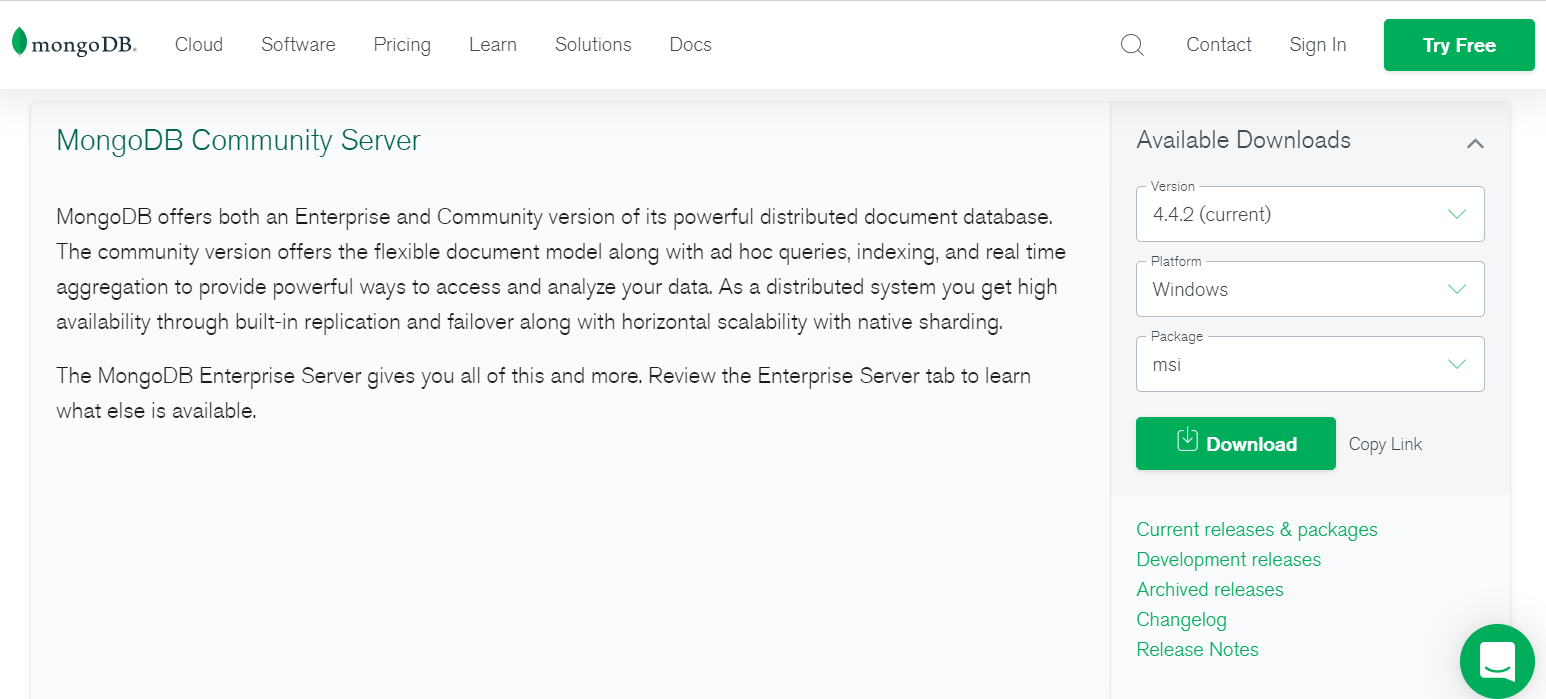 mongoDB.
Cloud
Software
Pricing
Learn
Solutions
Docs
Contact
Sign In
Try Free
MongoDB Community Server
MongoDB offers both an Enterprise and Community version of its powerful distributed document database.
The community version offers the flexible document model along with ad hoc queries, indexing, and real time
aggregation to provide powerful ways to access and analyze your data. As a distributed system you get high
availability through built-in replication and failover along with horizontal scalability with native sharding.
The MongoDB Enterprise Server gives you all of this and more. Review the Enterprise Server tab to learn
what else is available.
Available Downloads
Version
4.4.2 (current)
Platform
Windows
Package
msi
Download
Copy Link
Current releases & packages
Development releases
Archived releases
Changelog
Release Notes